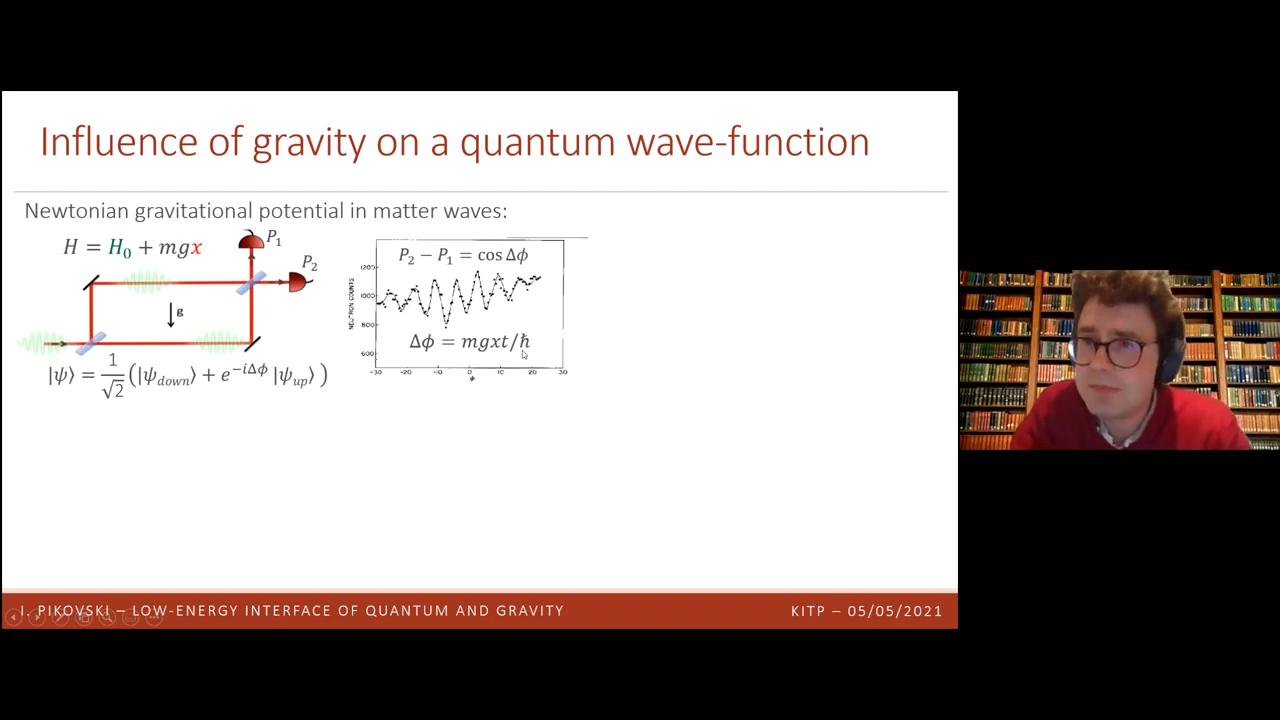 Influence of gravity on a quantum wave-function
Newtonian gravitational potential in matter waves:
H = H₀ + mgx
P₁
P₂
g
|ψ⟩ = 1/√2 (|ψ_down⟩ + e^{-iΔϕ} |ψ_up⟩)
P₂ − P₁ = cos Δϕ
Δϕ = mgxt/ℏ
NEUTRON COUNTS
1200
1000
800
600
-30 -20 -10 0 10 20 30
ϕ
I. PIKOVSKI – LOW-ENERGY INTERFACE OF QUANTUM AND GRAVITY
KITP – 05/05/2021